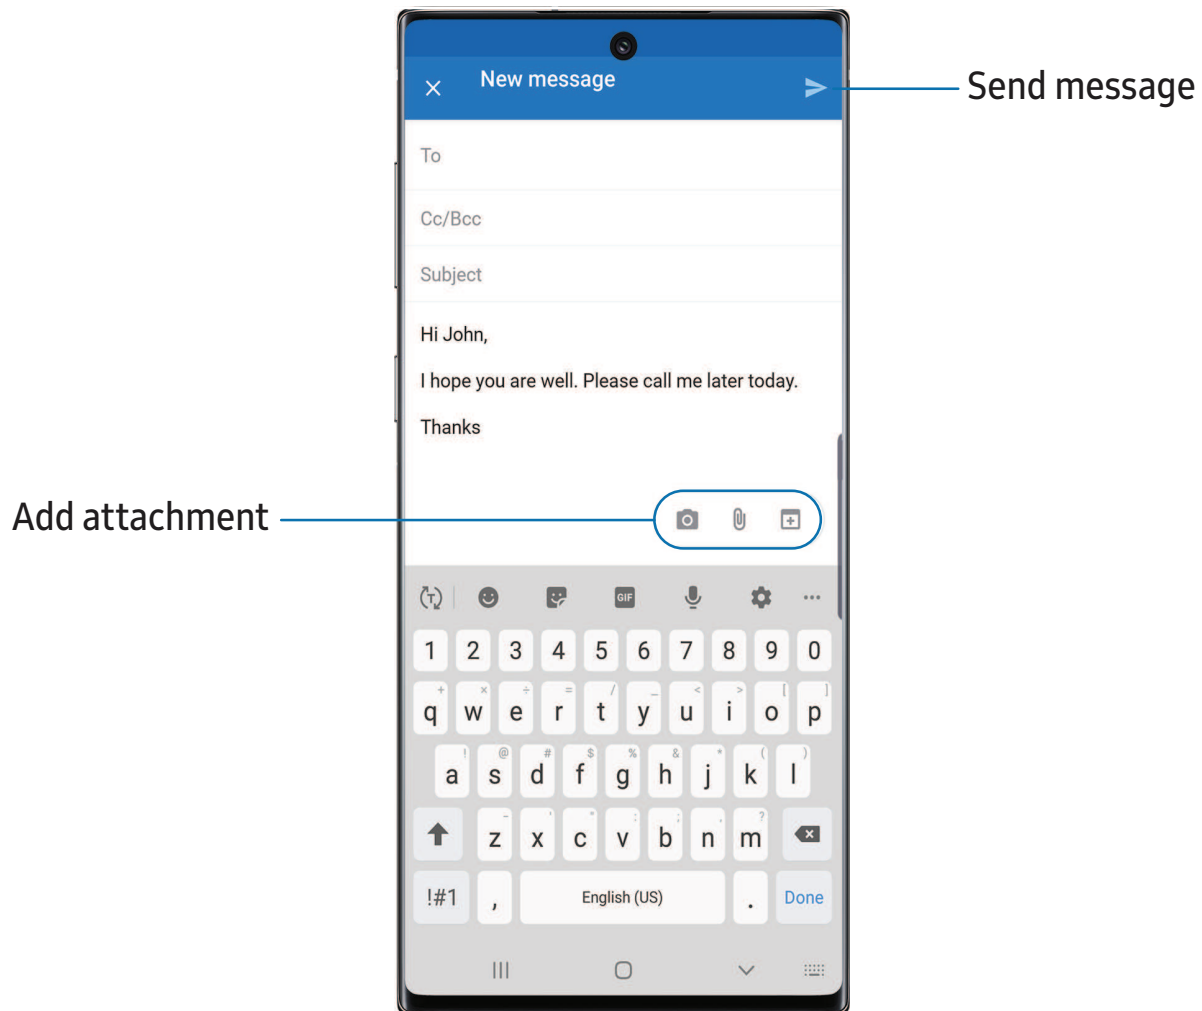 New message
Send message
To
Cc/Bcc
Subject
Hi John,
I hope you are well. Please call me later today.
Thanks
Add attachment
T GIF
1 2 3 4 5 6 7 8 9 0
+ × ÷ = / _ < > [ ]
q w e r t y u i o p
! @ # $ % & * ( )
a s d f g h j k l
- ' " : ; , ?
z x c v b n m
!#1 , English (US) . Done